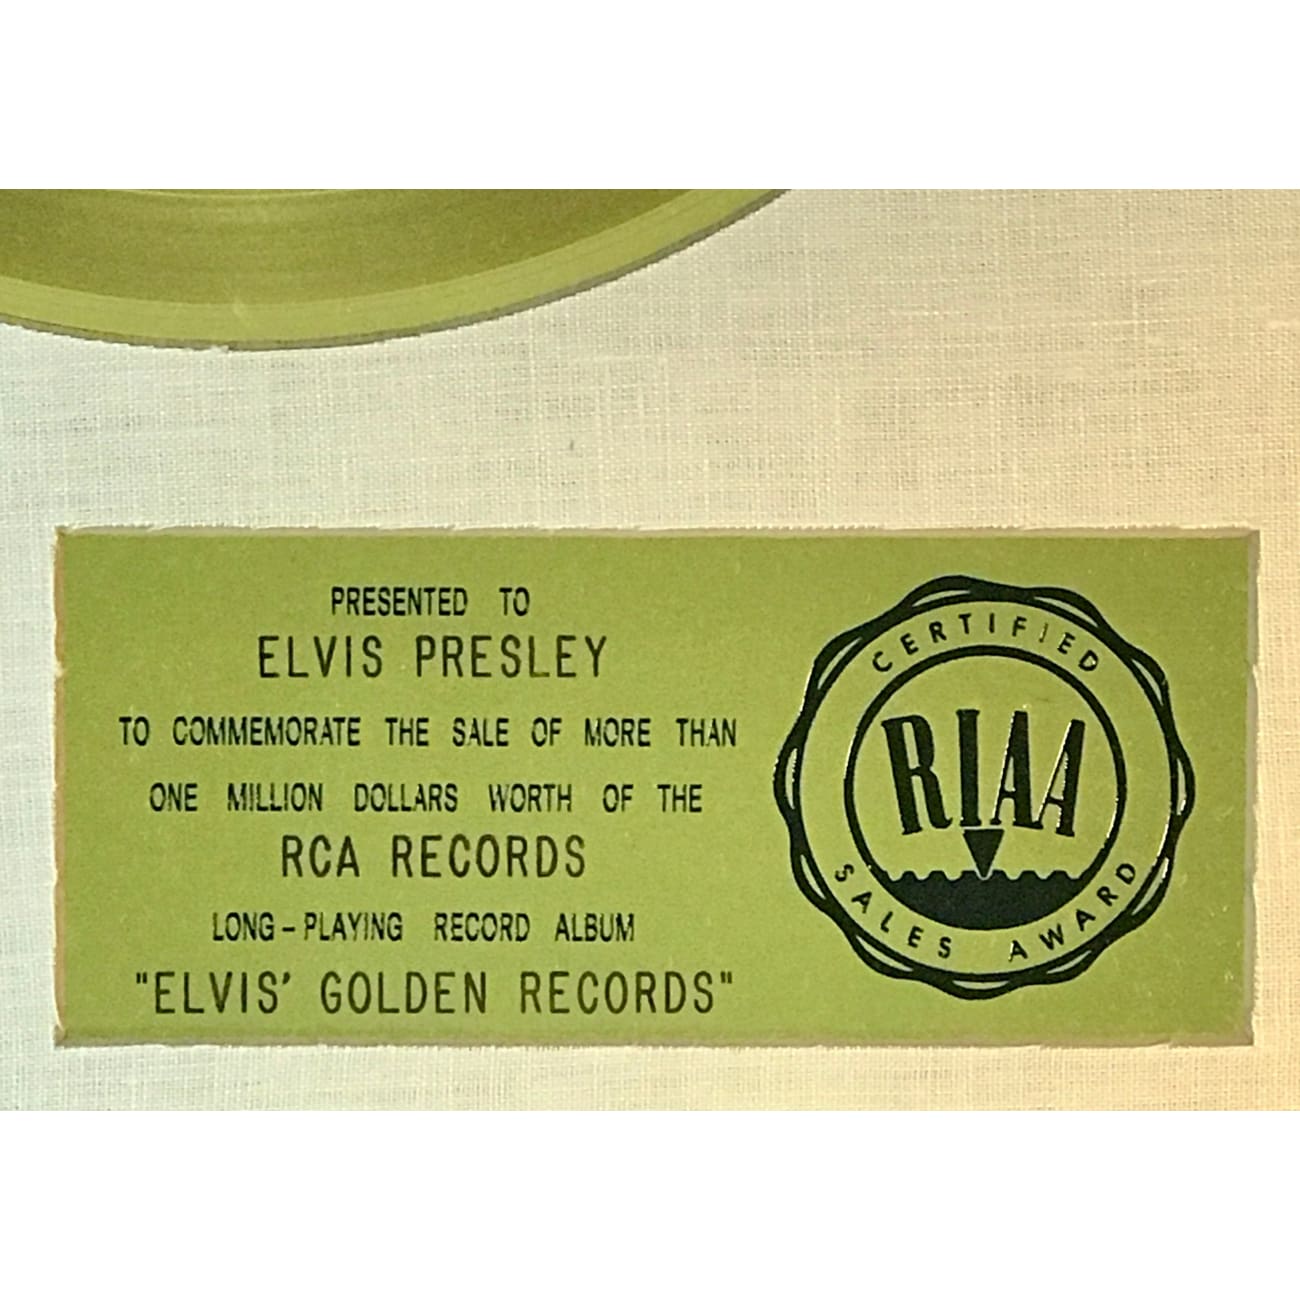 PRESENTED TO
ELVIS PRESLEY
TO COMMEMORATE THE SALE OF MORE THAN
ONE MILLION DOLLARS WORTH OF THE
RCA RECORDS
LONG-PLAYING RECORD ALBUM
"ELVIS' GOLDEN RECORDS"
CERTIFIED
RIAA
SALES AWARD